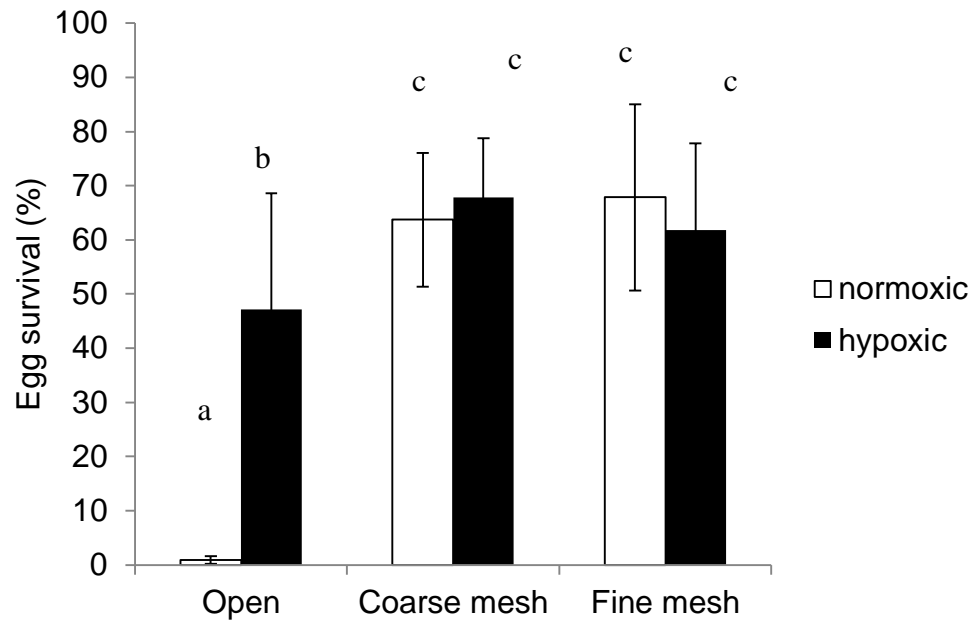 Egg survival (%)
100
90
80
70
60
50
40
30
20
10
0
a
b
c
c
c
c
Open
Coarse mesh
Fine mesh
normoxic
hypoxic